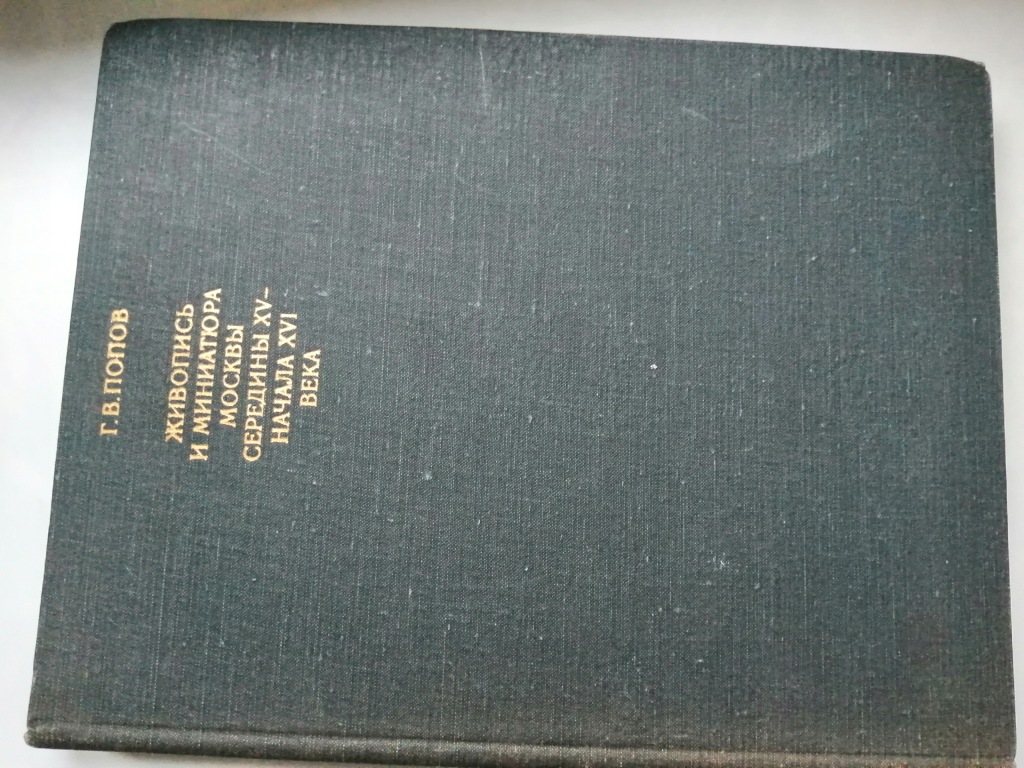 Г. В. ПОПОВ
ЖИВОПИСЬ
И МИНИАТЮРА
МОСКВЫ
СЕРЕДИНЫ XV–
НАЧАЛА XVI
ВЕКА